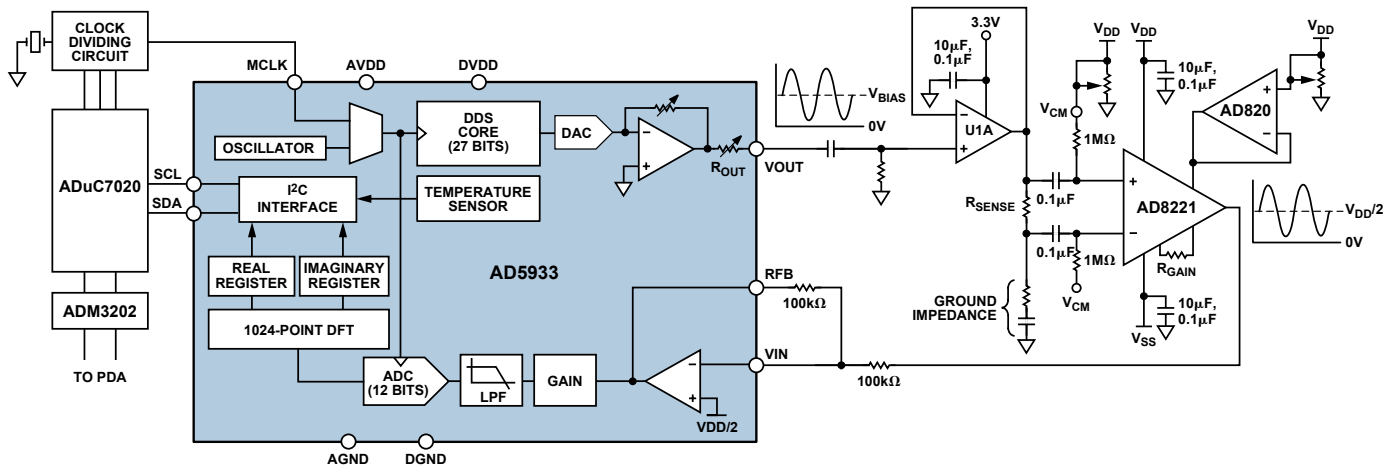 CLOCK
DIVIDING
CIRCUIT
ADuC7020
SCL
SDA
ADM3202
TO PDA
MCLK
AVDD
DVDD
OSCILLATOR
DDS
CORE
(27 BITS)
DAC
ROUT
VOUT
I2C
INTERFACE
TEMPERATURE
SENSOR
REAL
REGISTER
IMAGINARY
REGISTER
AD5933
1024-POINT DFT
ADC
(12 BITS)
LPF
GAIN
VDD/2
RFB
VIN
AGND
DGND
100kΩ
100kΩ
VBIAS
0V
10μF,
0.1μF
3.3V
U1A
RSENSE
GROUND
IMPEDANCE
0.1μF
0.1μF
VDD
VCM
1MΩ
1MΩ
VCM
VDD
10μF,
0.1μF
AD8221
RGAIN
10μF,
0.1μF
VSS
VDD
AD820
VDD/2
0V